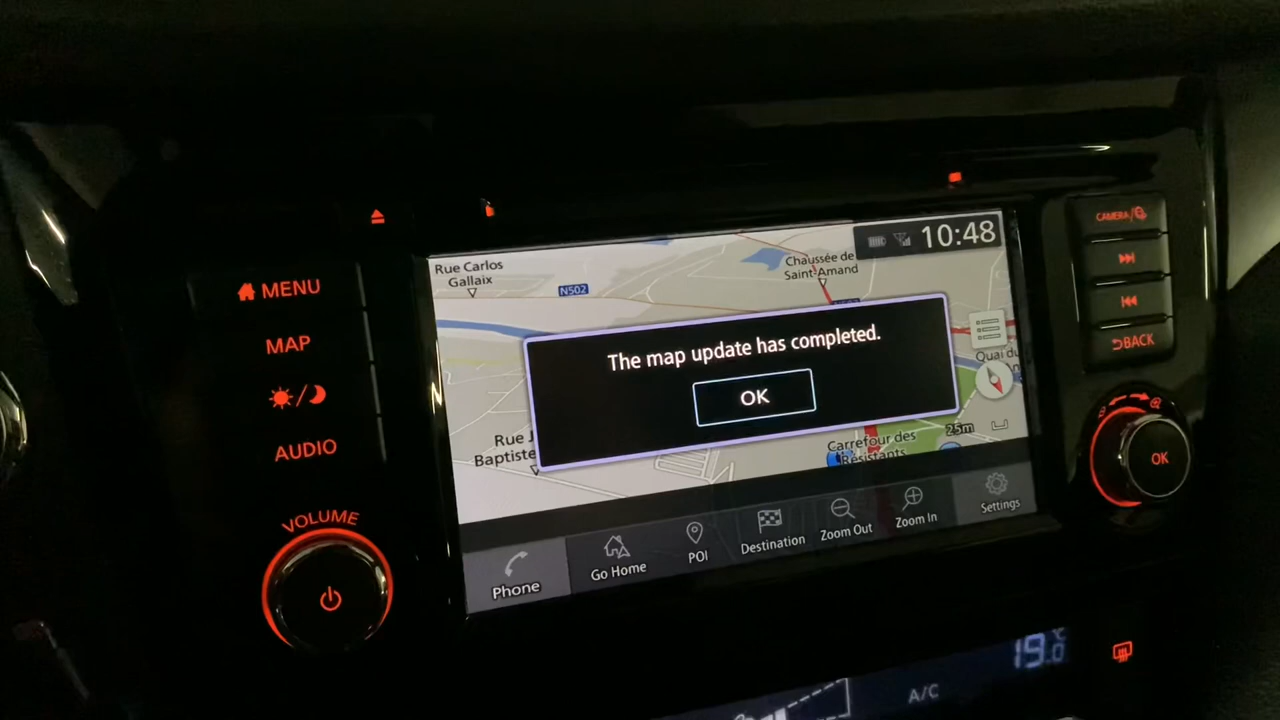 MENU
MAP
AUDIO
VOLUME
Rue Carlos
Gallaix
N502
Chaussée de
Saint-Amand
10:48
The map update has completed.
OK
Rue J
Baptiste
Quai du
25m
Carrefour des
Résistants
Phone
Go Home
POI
Destination
Zoom Out
Zoom In
Settings
CAMERA/
BACK
OK
19.0
°C
A/C